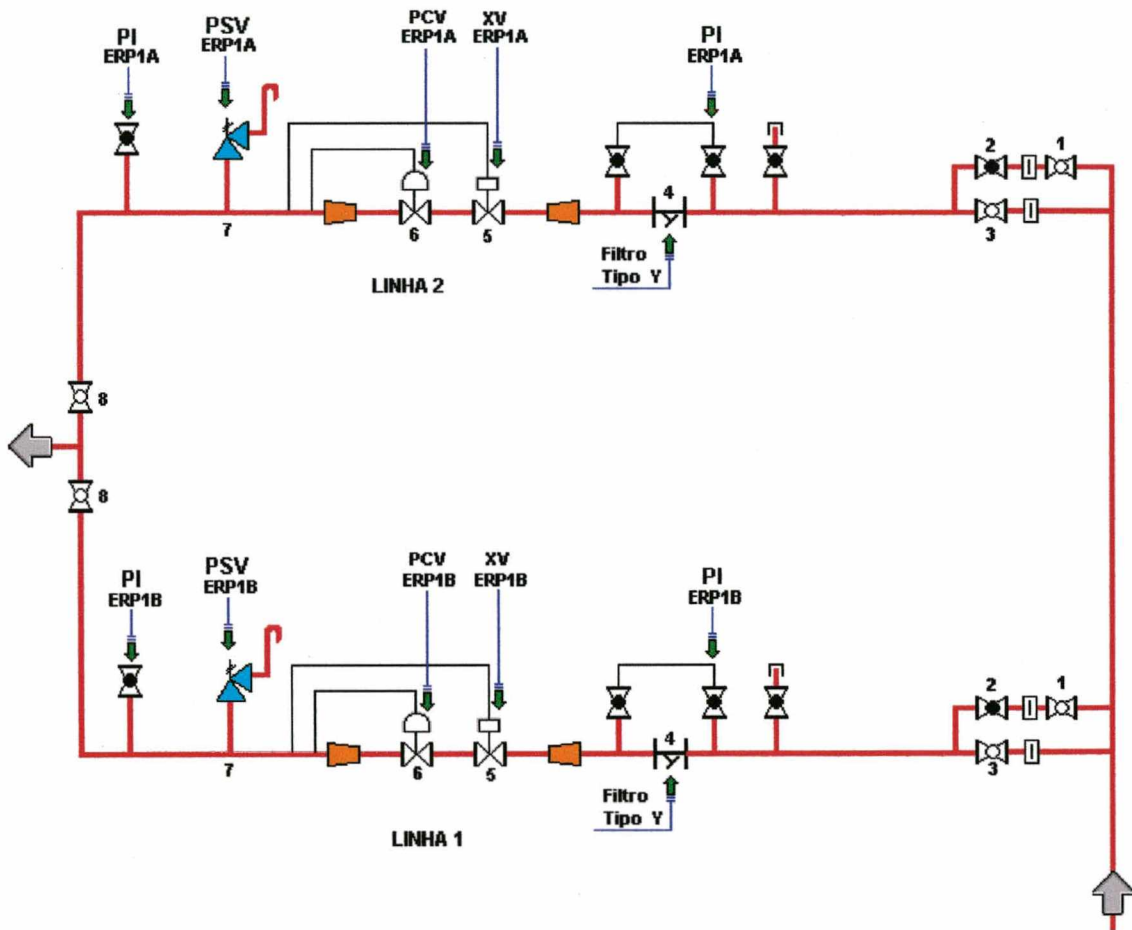 PI
ERP1A
PSV
ERP1A
PCV
ERP1A
XV
ERP1A
PI
ERP1A
2
1
4
3
7
6
5
Filtro
Tipo Y
LINHA 2
8
8
PI
ERP1B
PSV
ERP1B
PCV
ERP1B
XV
ERP1B
PI
ERP1B
2
1
4
3
7
6
5
Filtro
Tipo Y
LINHA 1